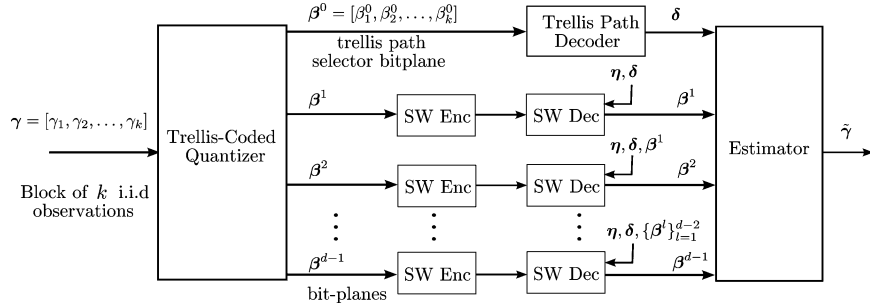 β⁰ = [β₁⁰, β₂⁰, . . . , βₖ⁰]
trellis path
selector bitplane
Trellis Path
Decoder
δ
γ = [γ₁, γ₂, . . . , γₖ]
Block of k i.i.d
observations
Trellis-Coded
Quantizer
β¹
SW Enc
SW Dec
η, δ
β¹
β²
SW Enc
SW Dec
η, δ, β¹
β²
βᵈ⁻¹
bit-planes
SW Enc
SW Dec
η, δ, {βˡ}ₗ₌₁ᵈ⁻²
βᵈ⁻¹
Estimator
γ̃